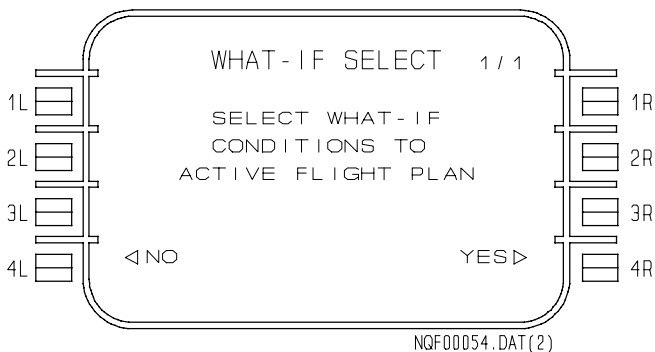 WHAT-IF SELECT 1/1
1L 1R
SELECT WHAT-IF
CONDITIONS TO
2L 2R
ACTIVE FLIGHT PLAN
3L 3R
◁NO YES▷
4L 4R
NQF00054.DAT(2)